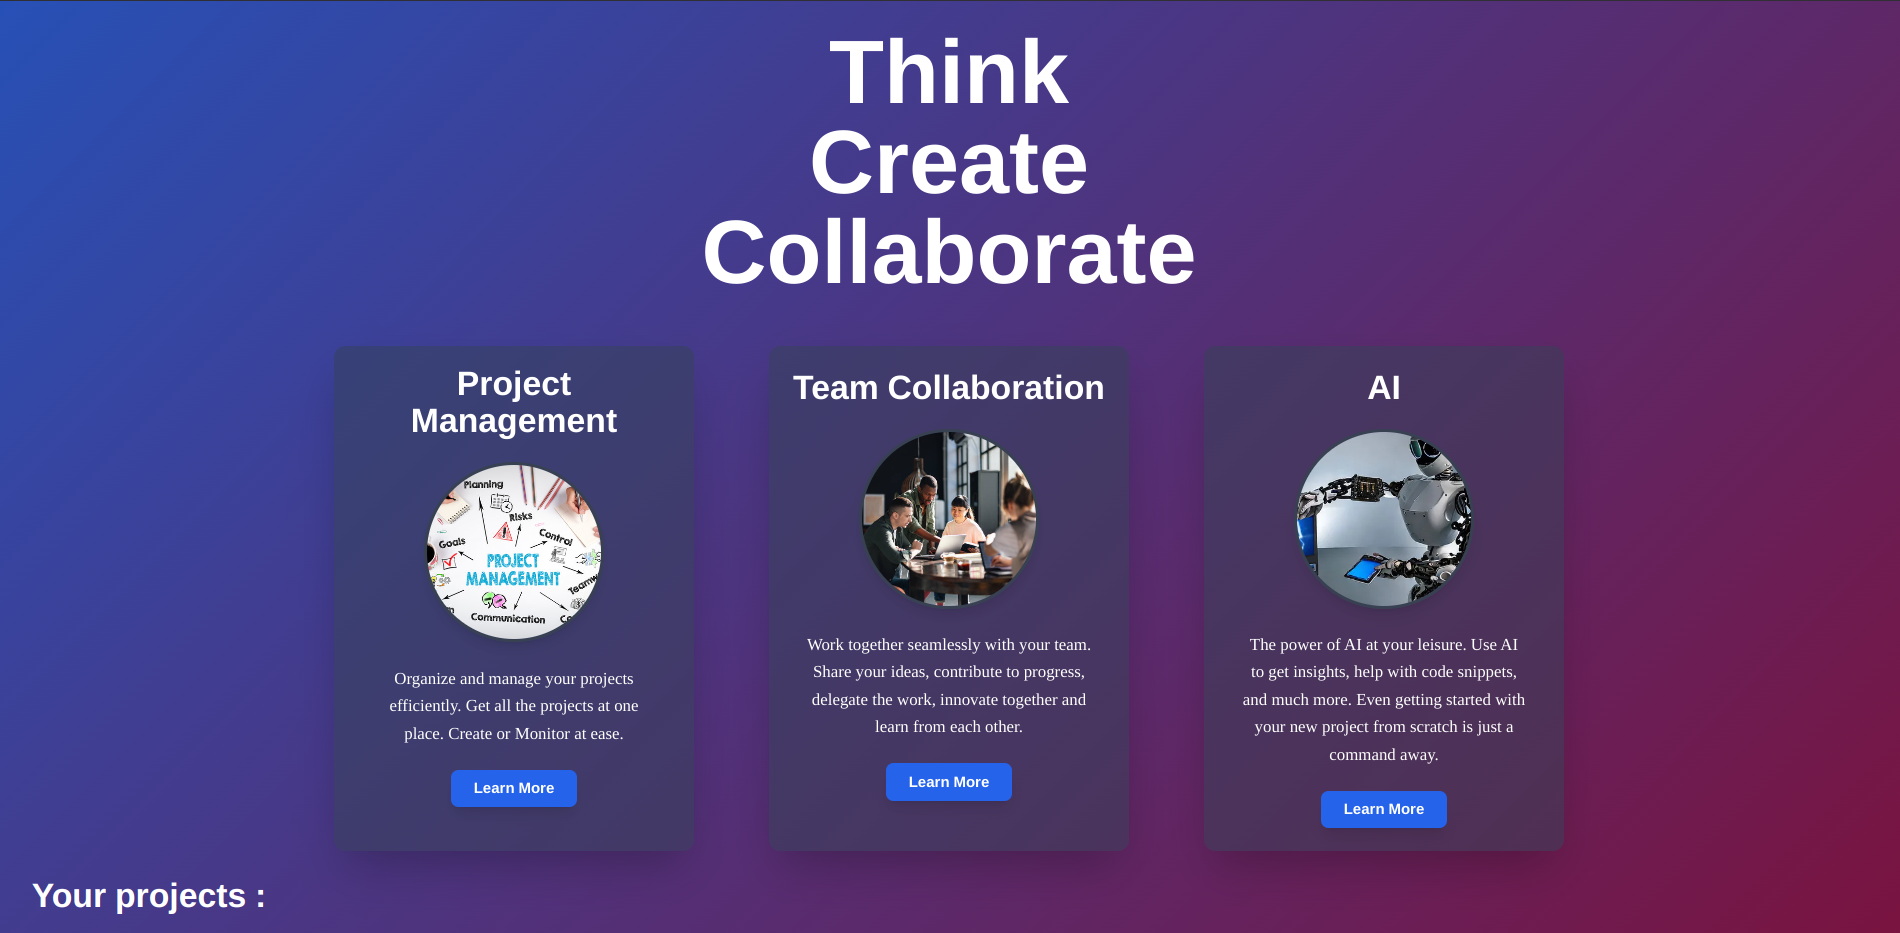 Think
Create
Collaborate
Project
Management
Planning
Risks
Goals
Control
PROJECT
MANAGEMENT
Communication
Organize and manage your projects
efficiently. Get all the projects at one
place. Create or Monitor at ease.
Learn More
Team Collaboration
Work together seamlessly with your team.
Share your ideas, contribute to progress,
delegate the work, innovate together and
learn from each other.
Learn More
AI
The power of AI at your leisure. Use AI
to get insights, help with code snippets,
and much more. Even getting started with
your new project from scratch is just a
command away.
Learn More
Your projects :